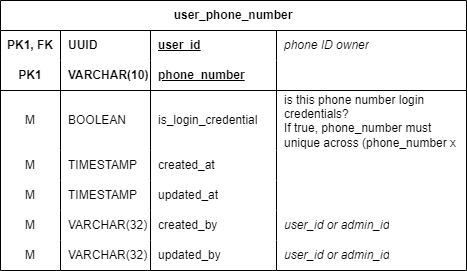 user_phone_number
PK1, FK UUID user_id phone ID owner
PK1 VARCHAR(10) phone_number
M BOOLEAN is_login_credential is this phone number login
credentials?
If true, phone_number must
unique across (phone_number x
M TIMESTAMP created_at
M TIMESTAMP updated_at
M VARCHAR(32) created_by user_id or admin_id
M VARCHAR(32) updated_by user_id or admin_id